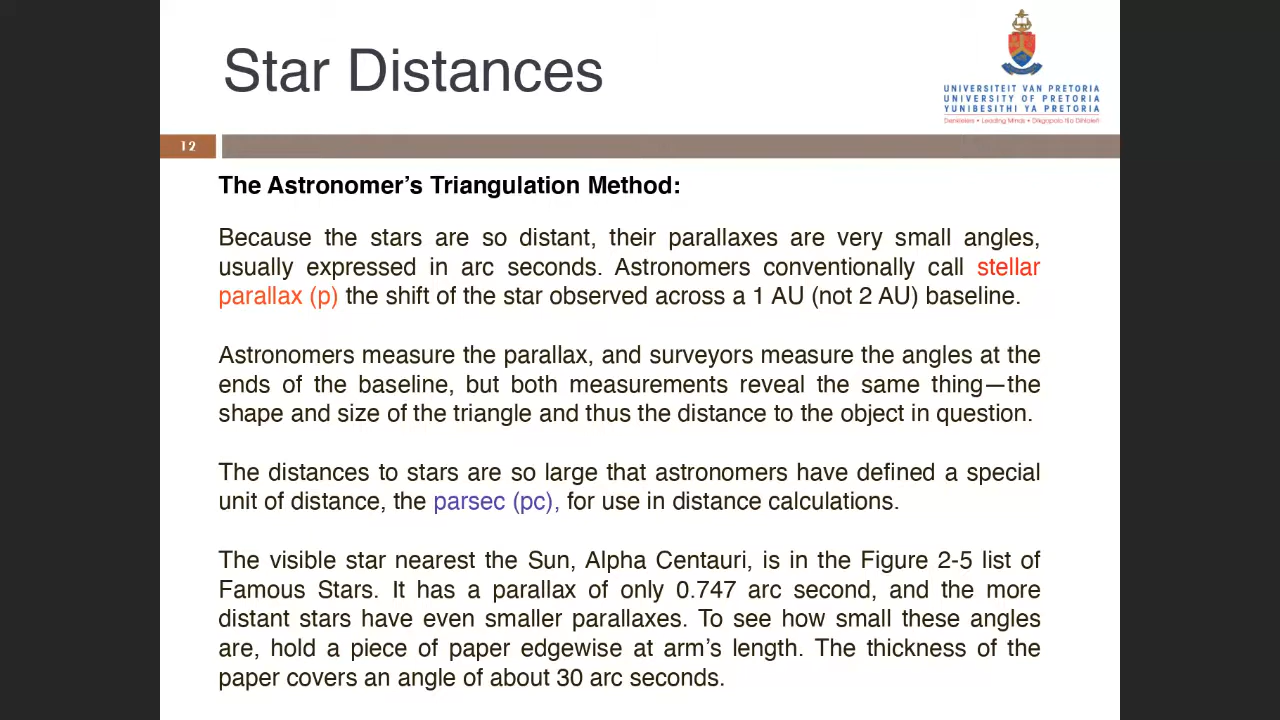 Star Distances
UNIVERSITEIT VAN PRETORIA
UNIVERSITY OF PRETORIA
YUNIBESITHI YA PRETORIA
Denkleiers • Leading Minds • Dikgopolo tša Dihlalefi
12
The Astronomer’s Triangulation Method:
Because the stars are so distant, their parallaxes are very small angles,
usually expressed in arc seconds. Astronomers conventionally call stellar
parallax (p) the shift of the star observed across a 1 AU (not 2 AU) baseline.
Astronomers measure the parallax, and surveyors measure the angles at the
ends of the baseline, but both measurements reveal the same thing—the
shape and size of the triangle and thus the distance to the object in question.
The distances to stars are so large that astronomers have defined a special
unit of distance, the parsec (pc), for use in distance calculations.
The visible star nearest the Sun, Alpha Centauri, is in the Figure 2-5 list of
Famous Stars. It has a parallax of only 0.747 arc second, and the more
distant stars have even smaller parallaxes. To see how small these angles
are, hold a piece of paper edgewise at arm’s length. The thickness of the
paper covers an angle of about 30 arc seconds.